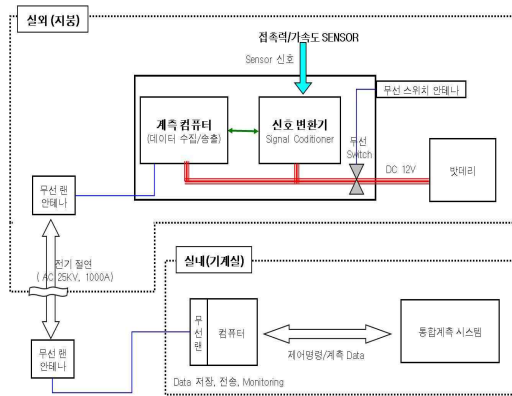 실외 (지붕)
접촉력/가속도 SENSOR
Sensor 신호
무선 스위치 안테나
계측 컴퓨터
(데이터 수집/송출)
신호 변환기
Signal Coditioner
무선
Switch
DC 12V
밧데리
무선 랜
안테나
전기 절연
( AC 25KV, 1000A)
실내(기계실)
무
선
랜
컴퓨터
제어명령/계측 Data
통합계측 시스템
무선 랜
안테나
Data 저장, 전송, Monitoring